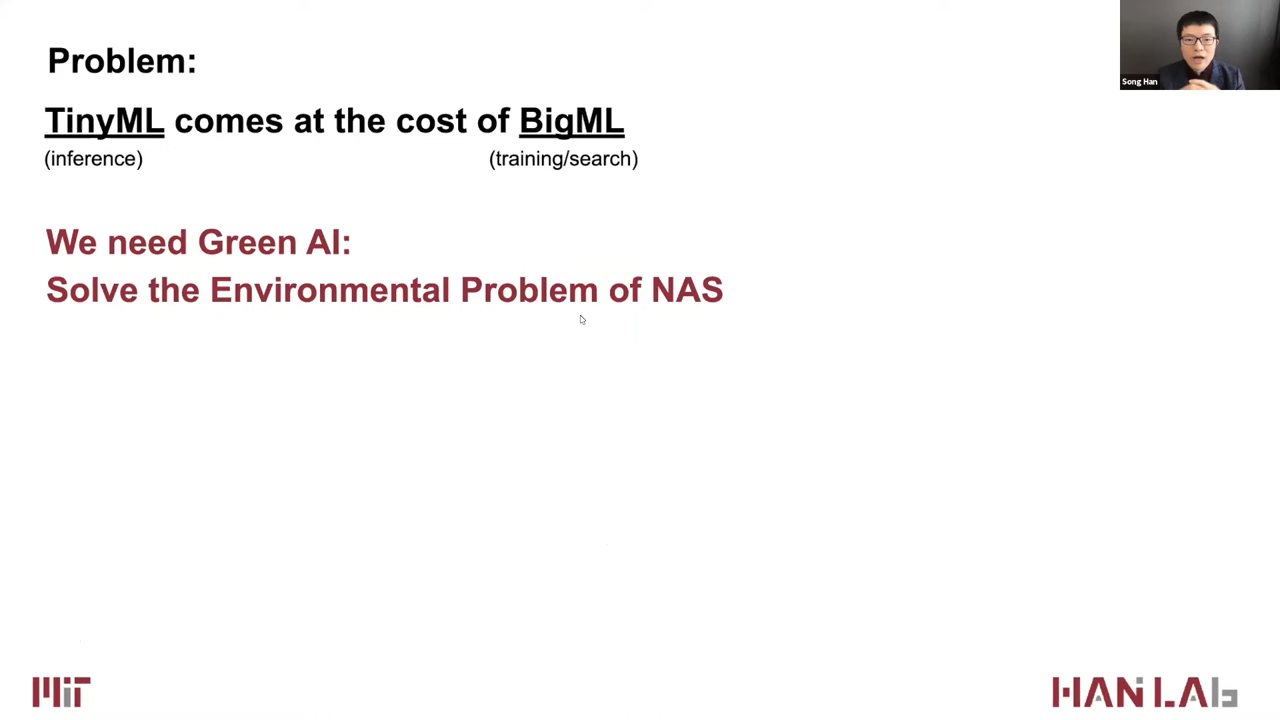 Problem:
TinyML comes at the cost of BigML
(inference) (training/search)
We need Green AI:
Solve the Environmental Problem of NAS
Song Han
MIT
HAN LAb